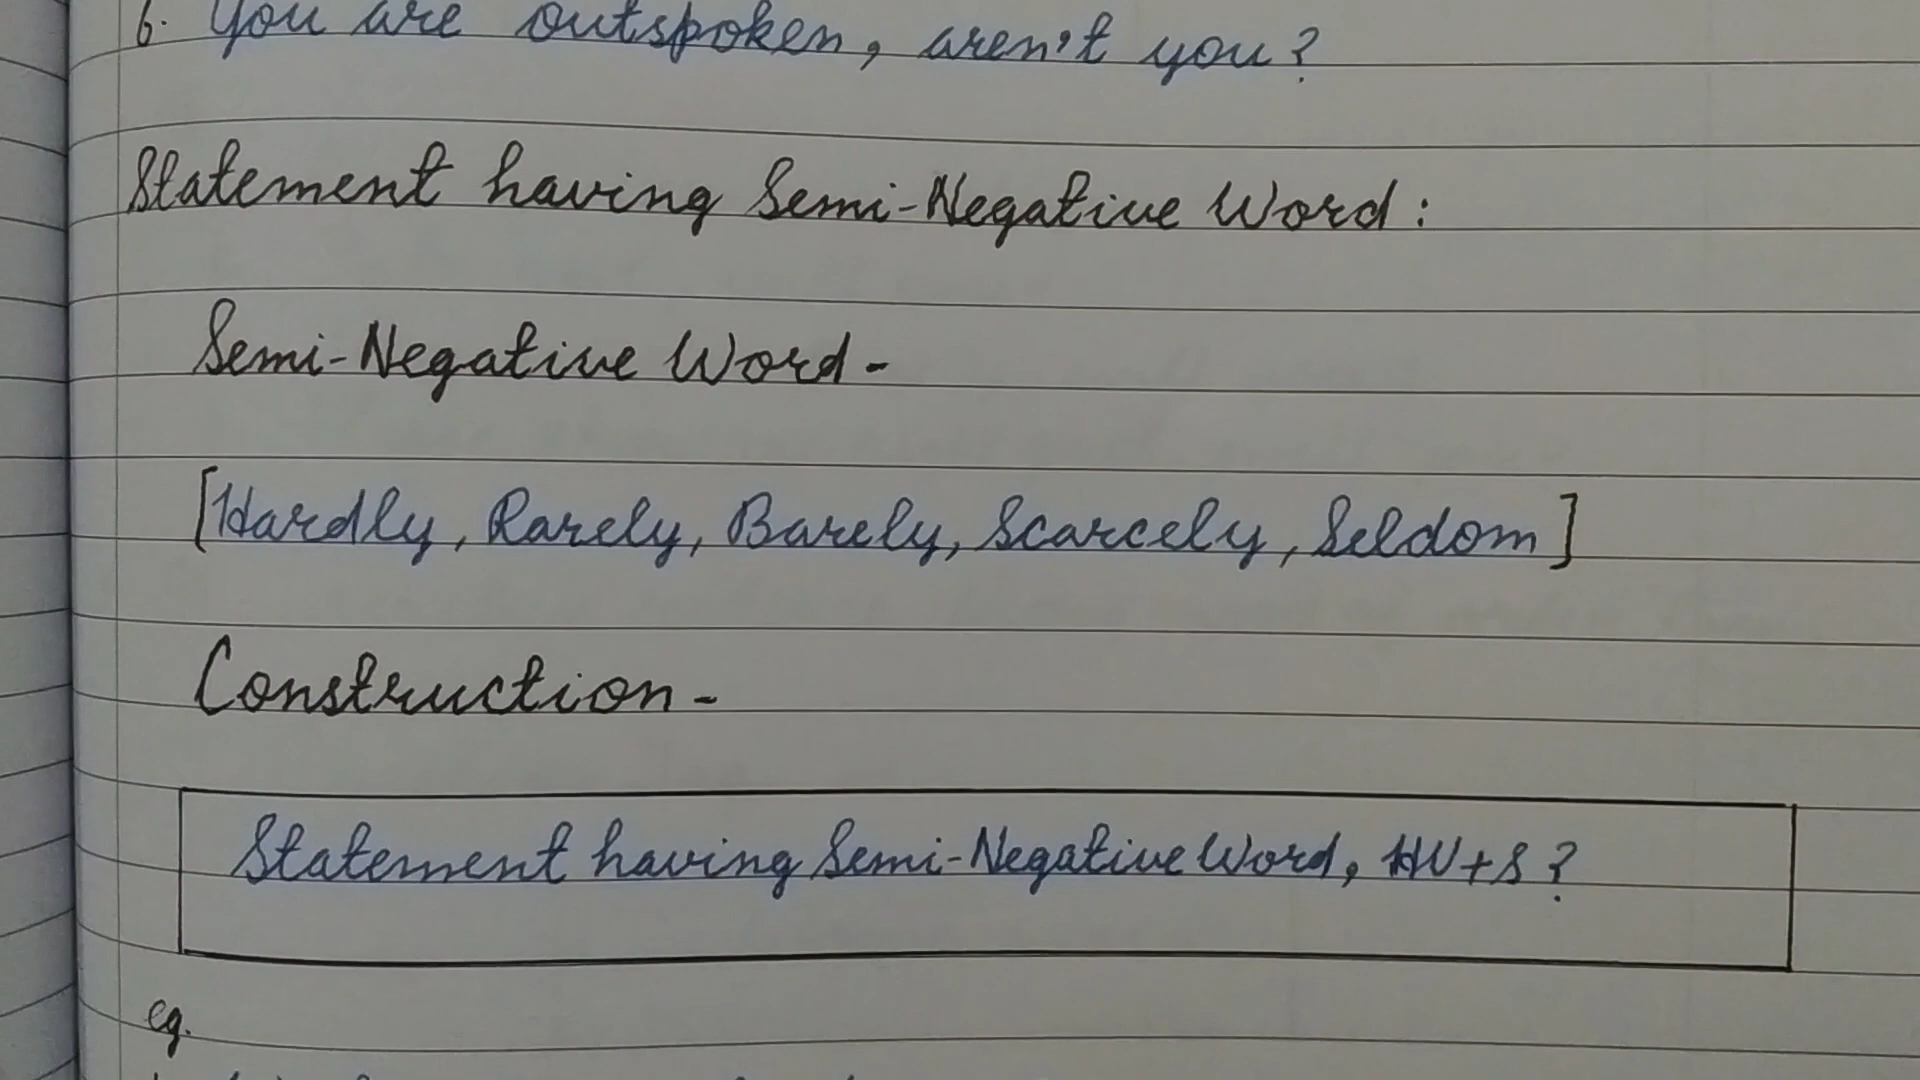 6. You are outspoken, aren't you?
Statement having Semi-Negative Word:
Semi-Negative Word-
[Hardly, Rarely, Barely, Scarcely, Seldom]
Construction-
Statement having Semi-Negative Word, HV+S?
eg.